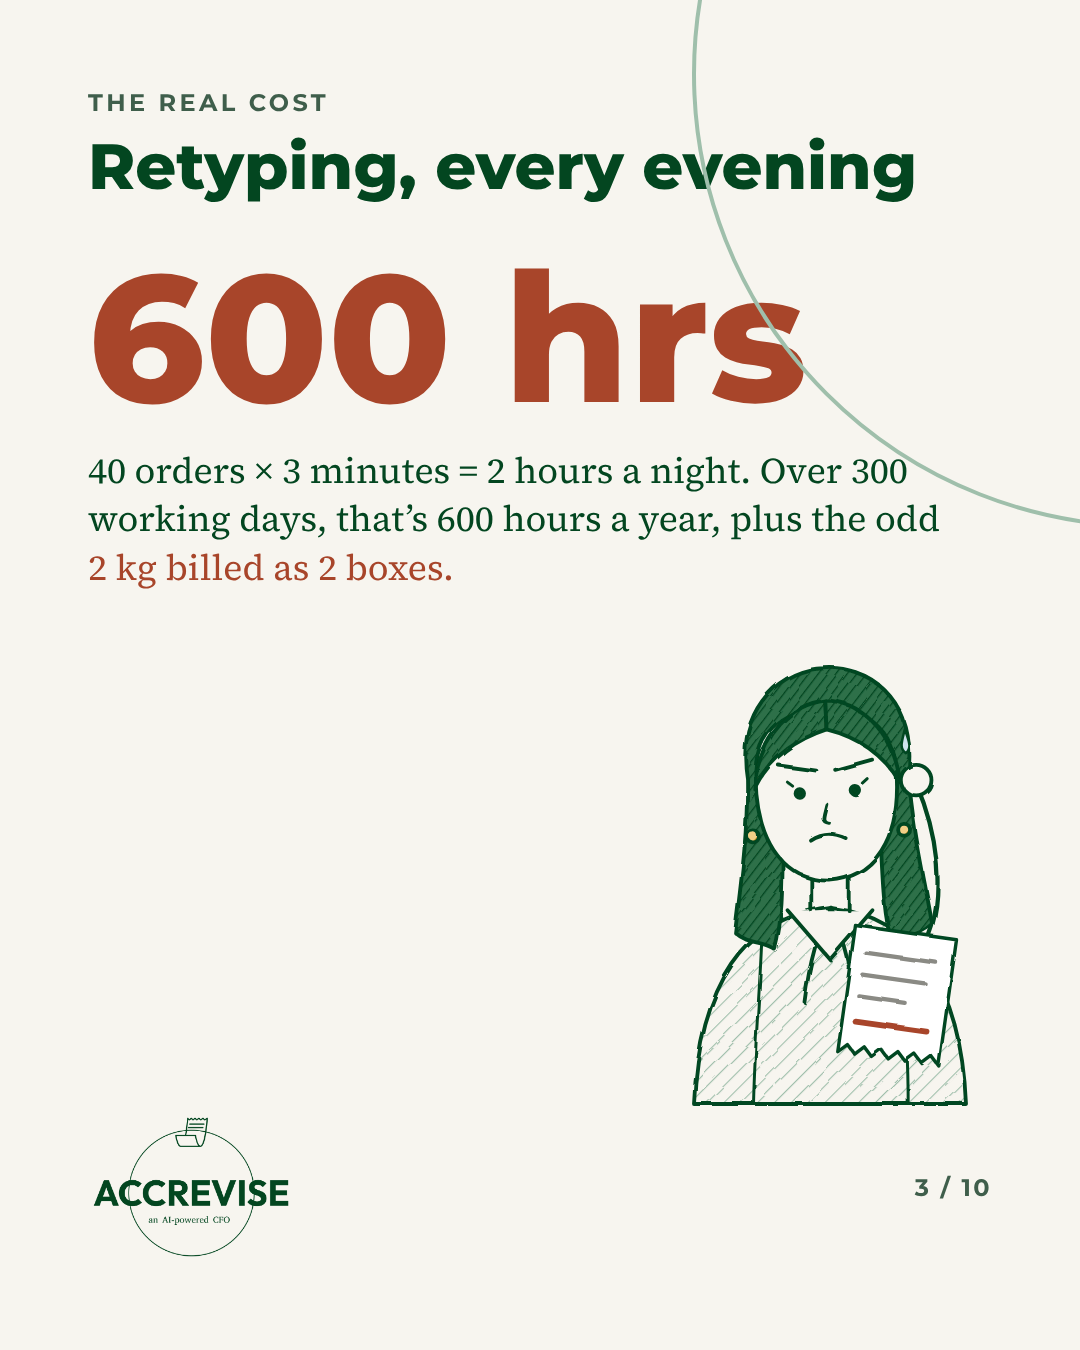 THE REAL COST
Retyping, every evening
600 hrs
40 orders × 3 minutes = 2 hours a night. Over 300
working days, that’s 600 hours a year, plus the odd
2 kg billed as 2 boxes.
ACCREVISE
an AI-powered CFO
3 / 10